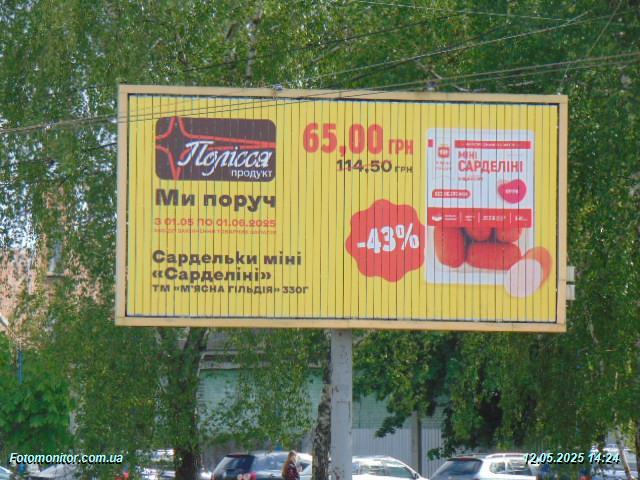 Полісся
продукт
Ми поруч
З 01.05 ПО 01.06.2025
65,00 ГРН
114,50 ГРН
-43%
Сардельки міні
«Сарделіні»
ТМ "М'ЯСНА ГІЛЬДІЯ" 330Г
МІНІ
САРДЕЛІНІ
Fotomonitor.com.ua
12.05.2025 14:24